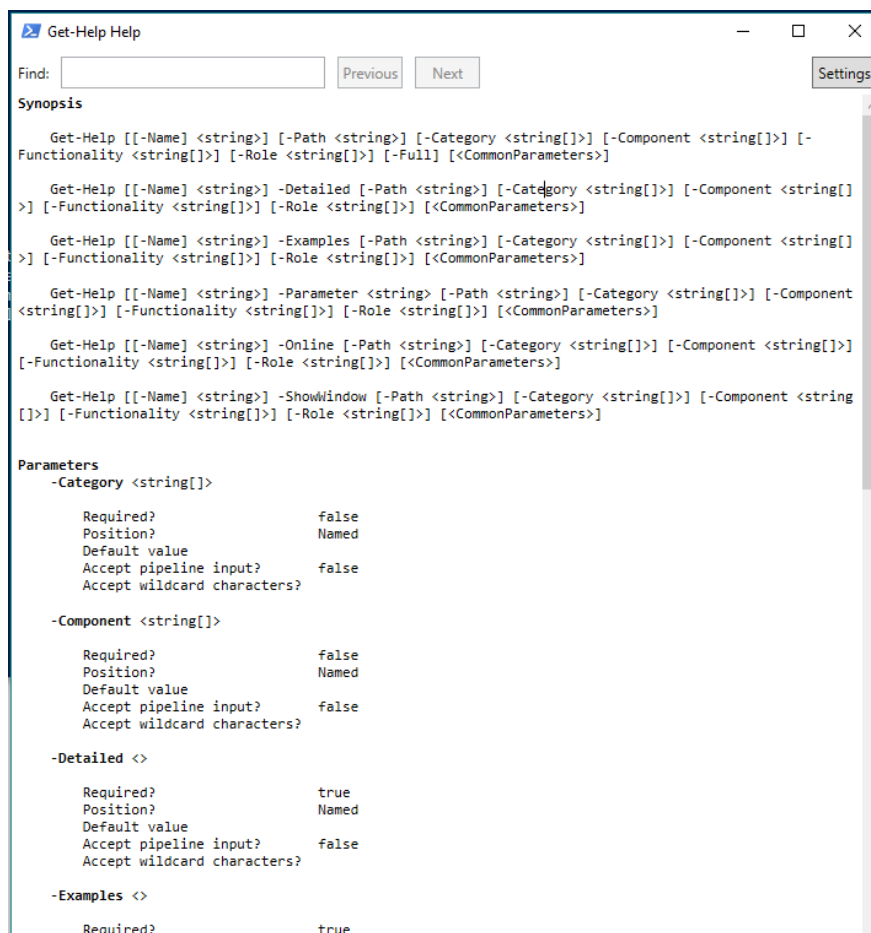 Get-Help Help
Find:
Previous
Next
Settings
Synopsis
Get-Help [[-Name] <string>] [-Path <string>] [-Category <string[]>] [-Component <string[]>] [-
Functionality <string[]>] [-Role <string[]>] [-Full] [<CommonParameters>]
Get-Help [[-Name] <string>] -Detailed [-Path <string>] [-Category <string[]>] [-Component <string[]
>] [-Functionality <string[]>] [-Role <string[]>] [<CommonParameters>]
Get-Help [[-Name] <string>] -Examples [-Path <string>] [-Category <string[]>] [-Component <string[]
>] [-Functionality <string[]>] [-Role <string[]>] [<CommonParameters>]
Get-Help [[-Name] <string>] -Parameter <string> [-Path <string>] [-Category <string[]>] [-Component
<string[]>] [-Functionality <string[]>] [-Role <string[]>] [<CommonParameters>]
Get-Help [[-Name] <string>] -Online [-Path <string>] [-Category <string[]>] [-Component <string[]>]
[-Functionality <string[]>] [-Role <string[]>] [<CommonParameters>]
Get-Help [[-Name] <string>] -ShowWindow [-Path <string>] [-Category <string[]>] [-Component <string
[]>] [-Functionality <string[]>] [-Role <string[]>] [<CommonParameters>]
Parameters
-Category <string[]>
Required? false
Position? Named
Default value
Accept pipeline input? false
Accept wildcard characters?
-Component <string[]>
Required? false
Position? Named
Default value
Accept pipeline input? false
Accept wildcard characters?
-Detailed <>
Required? true
Position? Named
Default value
Accept pipeline input? false
Accept wildcard characters?
-Examples <>
Required? true